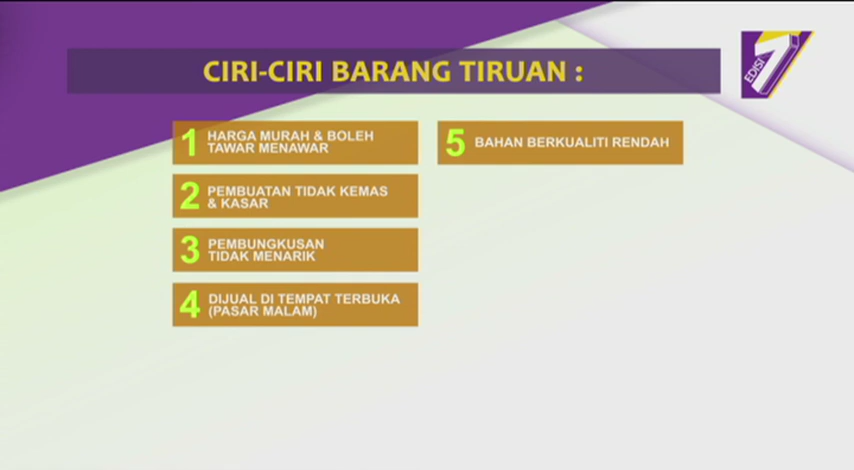 CIRI-CIRI BARANG TIRUAN :
EDISI 7
1 HARGA MURAH & BOLEH
TAWAR MENAWAR
2 PEMBUATAN TIDAK KEMAS
& KASAR
3 PEMBUNGKUSAN
TIDAK MENARIK
4 DIJUAL DI TEMPAT TERBUKA
(PASAR MALAM)
5 BAHAN BERKUALITI RENDAH